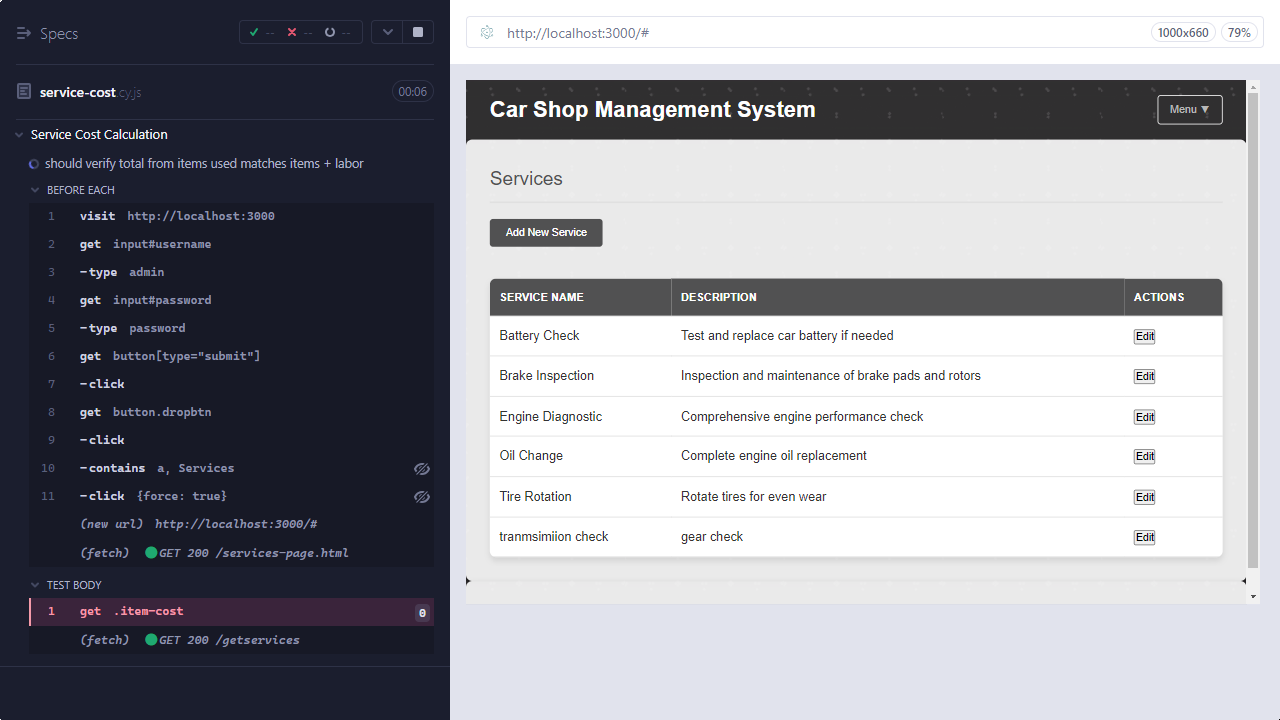 Specs
-- -- --
service-cost.cy.js
00:06
Service Cost Calculation
should verify total from items used matches items + labor
BEFORE EACH
1 visit http://localhost:3000
2 get input#username
3 -type admin
4 get input#password
5 -type password
6 get button[type="submit"]
7 -click
8 get button.dropbtn
9 -click
10 -contains a, Services
11 -click {force: true}
(new url) http://localhost:3000/#
(fetch) GET 200 /services-page.html
TEST BODY
1 get .item-cost 0
(fetch) GET 200 /getservices
http://localhost:3000/#
1000x660
79%
Car Shop Management System
Menu ▼
Services
Add New Service
SERVICE NAME DESCRIPTION ACTIONS
Battery Check Test and replace car battery if needed Edit
Brake Inspection Inspection and maintenance of brake pads and rotors Edit
Engine Diagnostic Comprehensive engine performance check Edit
Oil Change Complete engine oil replacement Edit
Tire Rotation Rotate tires for even wear Edit
tranmsimiion check gear check Edit